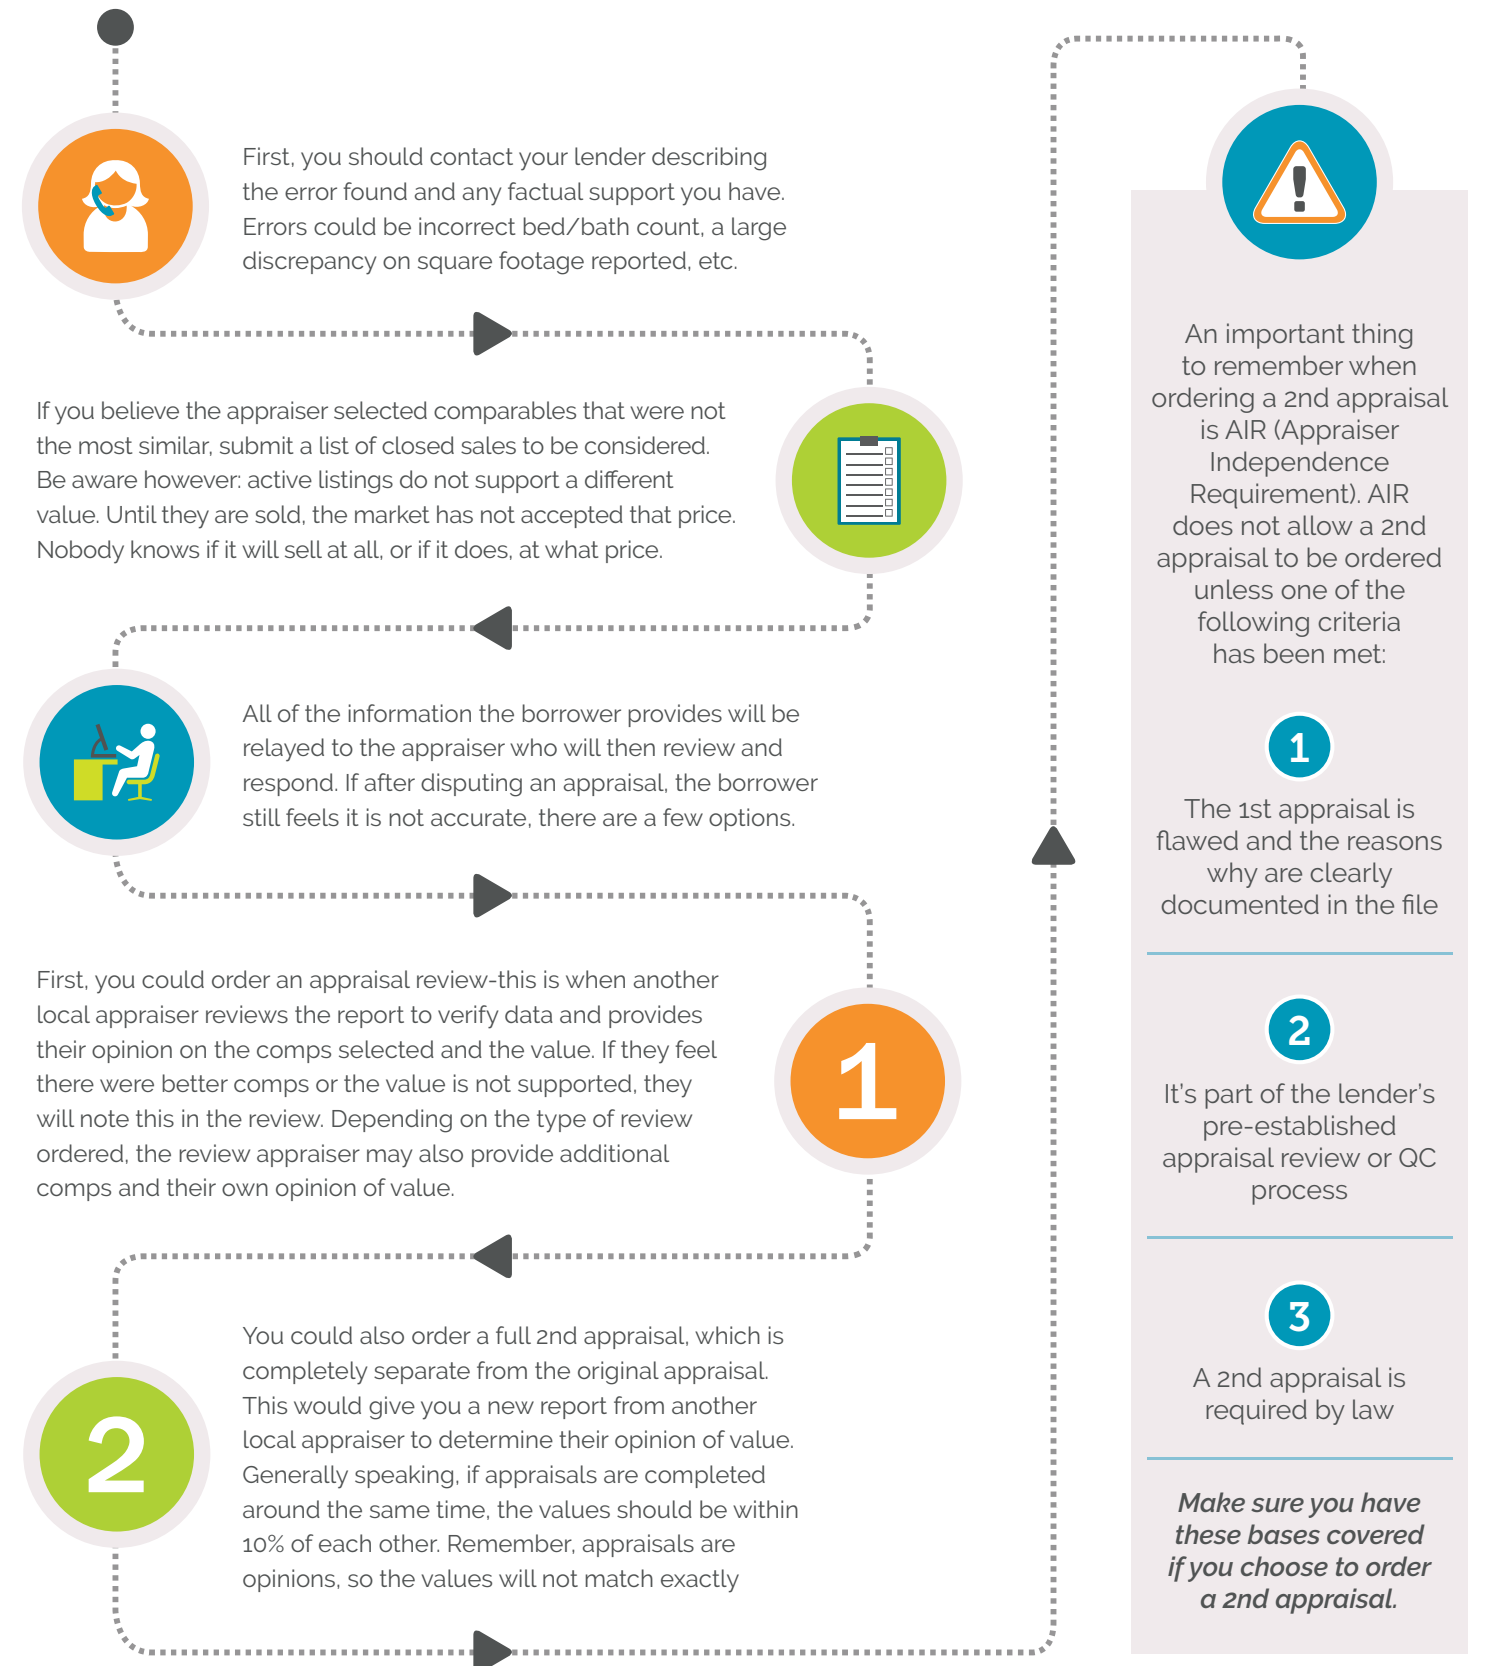 First, you should contact your lender describing
the error found and any factual support you have.
Errors could be incorrect bed/bath count, a large
discrepancy on square footage reported, etc.
If you believe the appraiser selected comparables that were not
the most similar, submit a list of closed sales to be considered.
Be aware however: active listings do not support a different
value. Until they are sold, the market has not accepted that price.
Nobody knows if it will sell at all, or if it does, at what price.
All of the information the borrower provides will be
relayed to the appraiser who will then review and
respond. If after disputing an appraisal, the borrower
still feels it is not accurate, there are a few options.
First, you could order an appraisal review-this is when another
local appraiser reviews the report to verify data and provides
their opinion on the comps selected and the value. If they feel
there were better comps or the value is not supported, they
will note this in the review. Depending on the type of review
ordered, the review appraiser may also provide additional
comps and their own opinion of value.
1
2
You could also order a full 2nd appraisal, which is
completely separate from the original appraisal.
This would give you a new report from another
local appraiser to determine their opinion of value.
Generally speaking, if appraisals are completed
around the same time, the values should be within
10% of each other. Remember, appraisals are
opinions, so the values will not match exactly
An important thing
to remember when
ordering a 2nd appraisal
is AIR (Appraiser
Independence
Requirement). AIR
does not allow a 2nd
appraisal to be ordered
unless one of the
following criteria
has been met:
1
The 1st appraisal is
flawed and the reasons
why are clearly
documented in the file
2
It's part of the lender's
pre-established
appraisal review or QC
process
3
A 2nd appraisal is
required by law
Make sure you have
these bases covered
if you choose to order
a 2nd appraisal.